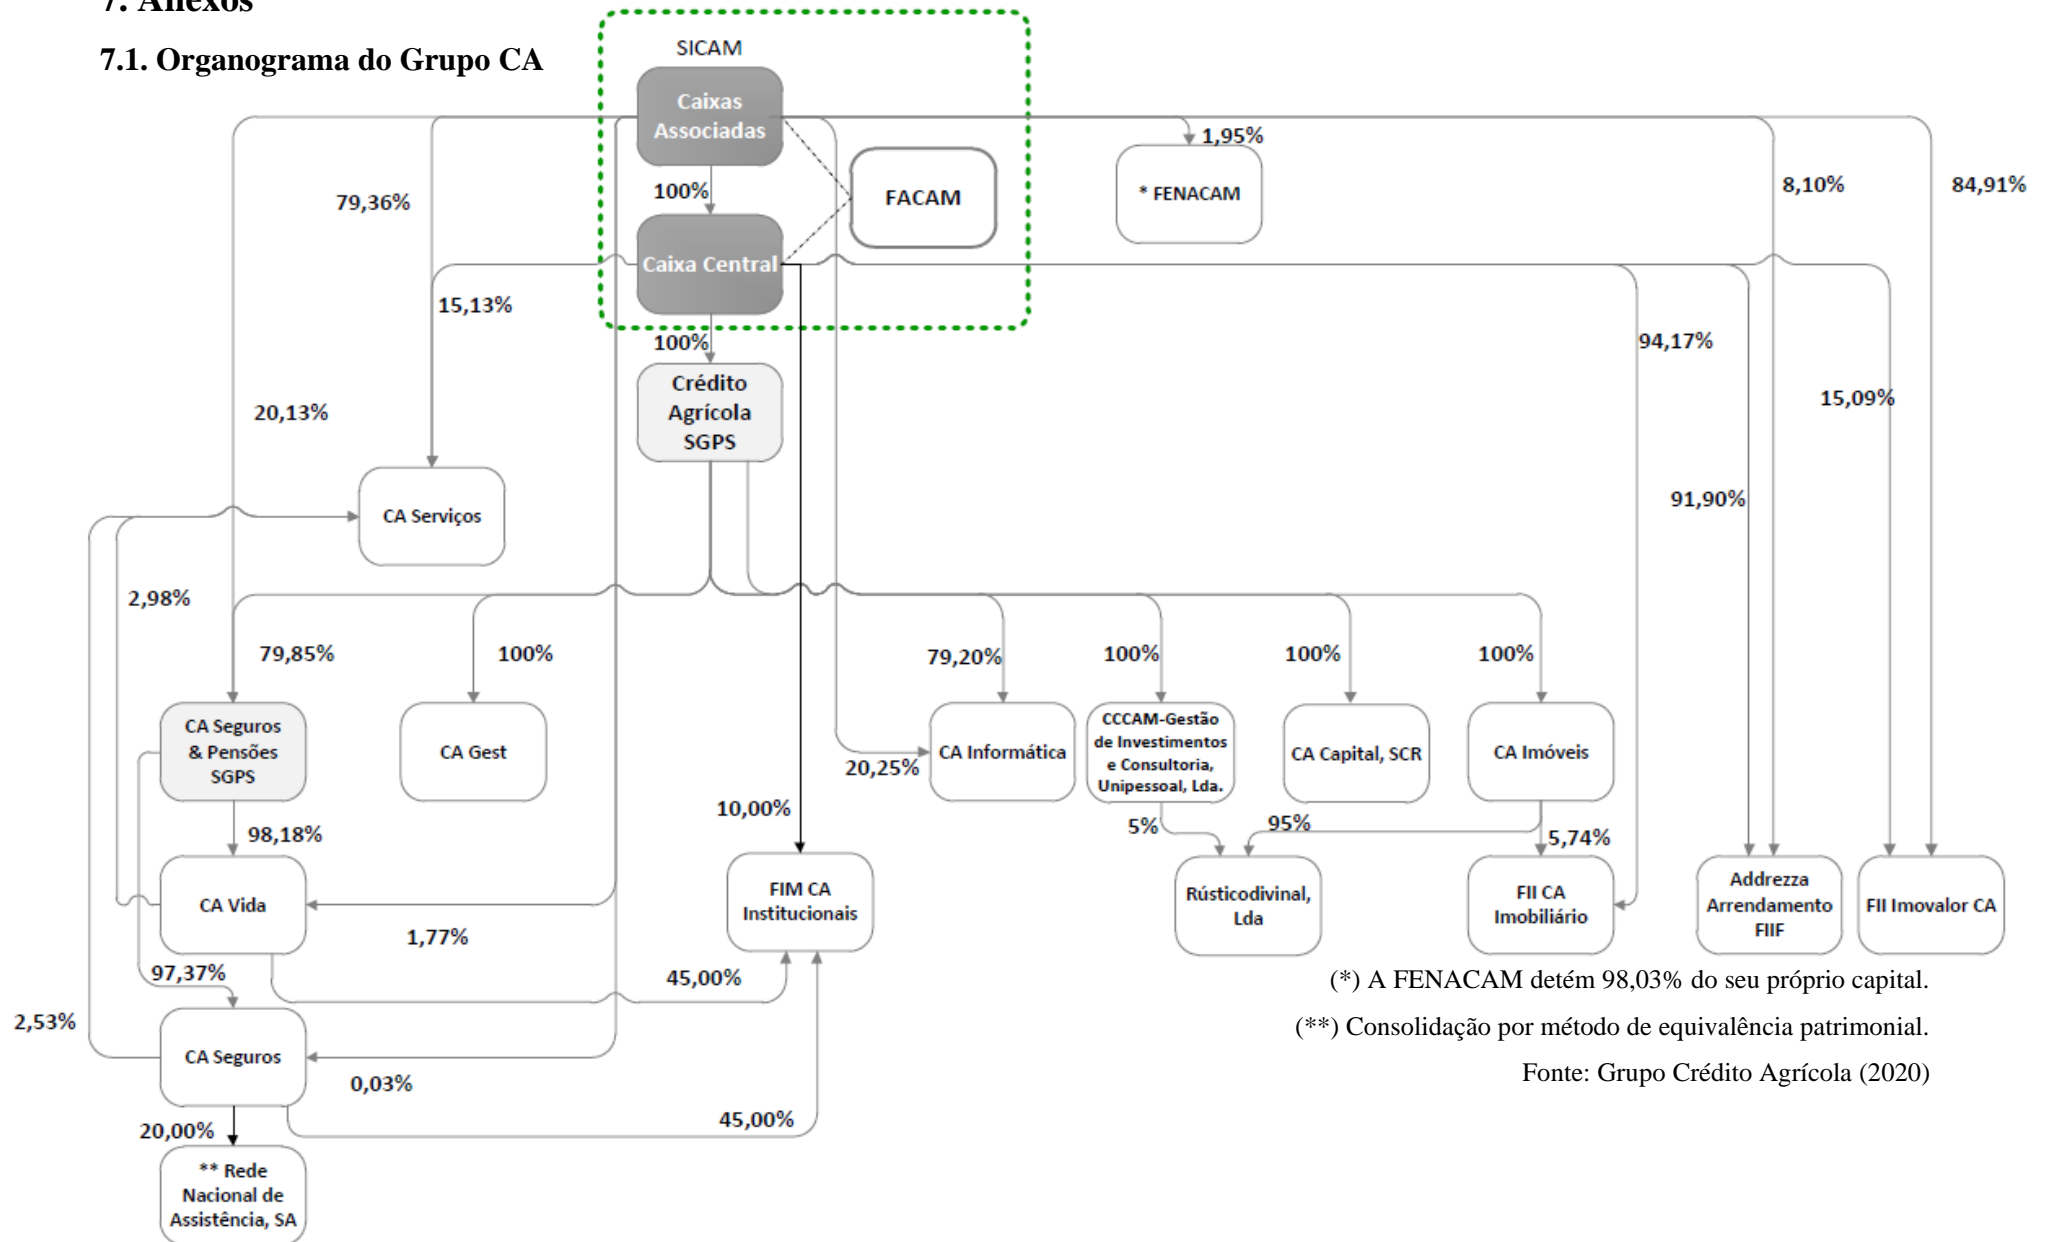 7. Anexos
7.1. Organograma do Grupo CA
SICAM
Caixas
Associadas
1,95%
100%
FACAM
* FENACAM
79,36%
8,10%
84,91%
Caixa Central
15,13%
100%
94,17%
Crédito
Agrícola
SGPS
20,13%
15,09%
91,90%
CA Serviços
2,98%
79,85%
100%
79,20%
100%
100%
100%
CA Seguros
& Pensões
SGPS
CA Gest
CA Informática
20,25%
CCCAM-Gestão
de Investimentos
e Consultoria,
Unipessoal, Lda.
CA Capital, SCR
CA Imóveis
10,00%
98,18%
5%
95%
5,74%
CA Vida
1,77%
FIM CA
Institucionais
Rústicodivinal,
Lda
FII CA
Imobiliário
Addrezza
Arrendamento
FIIF
FII Imovalor CA
97,37%
45,00%
(*) A FENACAM detém 98,03% do seu próprio capital.
2,53%
(**) Consolidação por método de equivalência patrimonial.
CA Seguros
0,03%
Fonte: Grupo Crédito Agrícola (2020)
45,00%
20,00%
** Rede
Nacional de
Assistência, SA